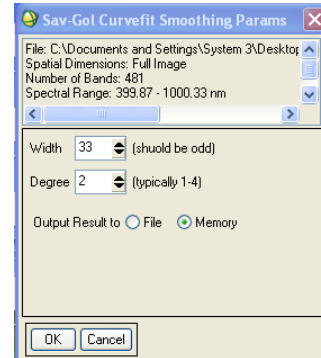 Sav-Gol Curvefit Smoothing Params
File: C:\Documents and Settings\System 3\Desktop
Spatial Dimensions: Full Image
Number of Bands: 481
Spectral Range: 399.87 - 1000.33 nm
Width 33 (shuold be odd)
Degree 2 (typically 1-4)
Output Result to File Memory
OK Cancel